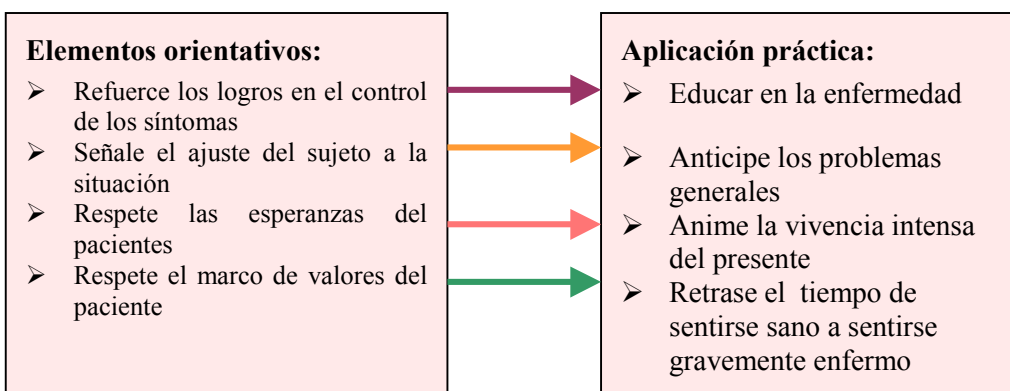 Elementos orientativos:
➢ Refuerce los logros en el control
de los síntomas
➢ Señale el ajuste del sujeto a la
situación
➢ Respete las esperanzas del
pacientes
➢ Respete el marco de valores del
paciente
Aplicación práctica:
➢ Educar en la enfermedad
➢ Anticipe los problemas
generales
➢ Anime la vivencia intensa
del presente
➢ Retrase el tiempo de
sentirse sano a sentirse
gravemente enfermo